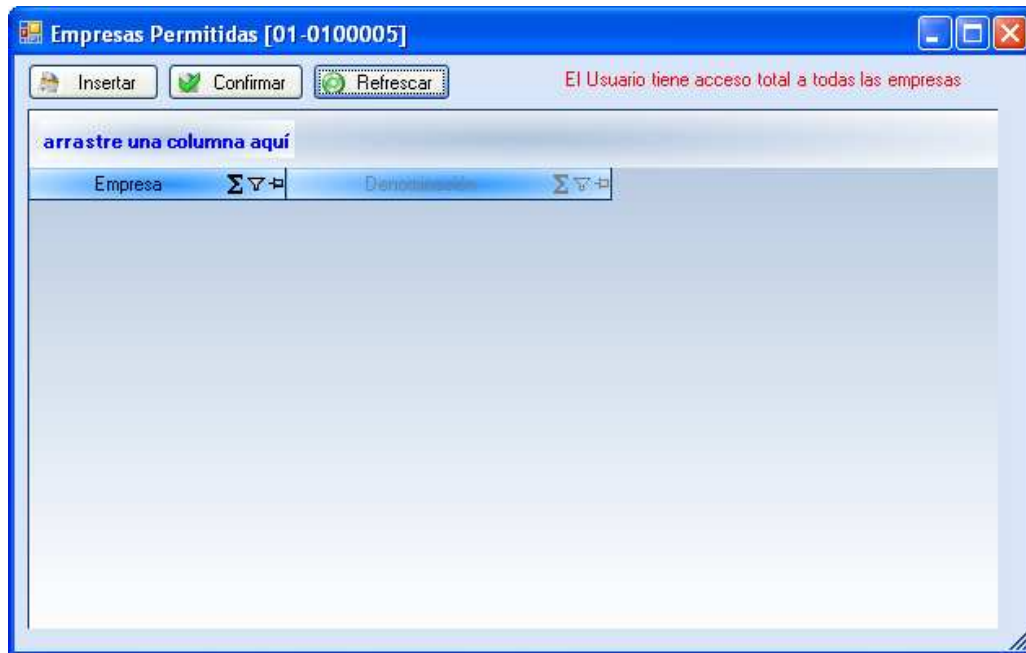 Empresas Permitidas [01-0100005]
Insertar Confirmar Refrescar El Usuario tiene acceso total a todas las empresas
arrastre una columna aquí
Empresa Σ Denominación Σ